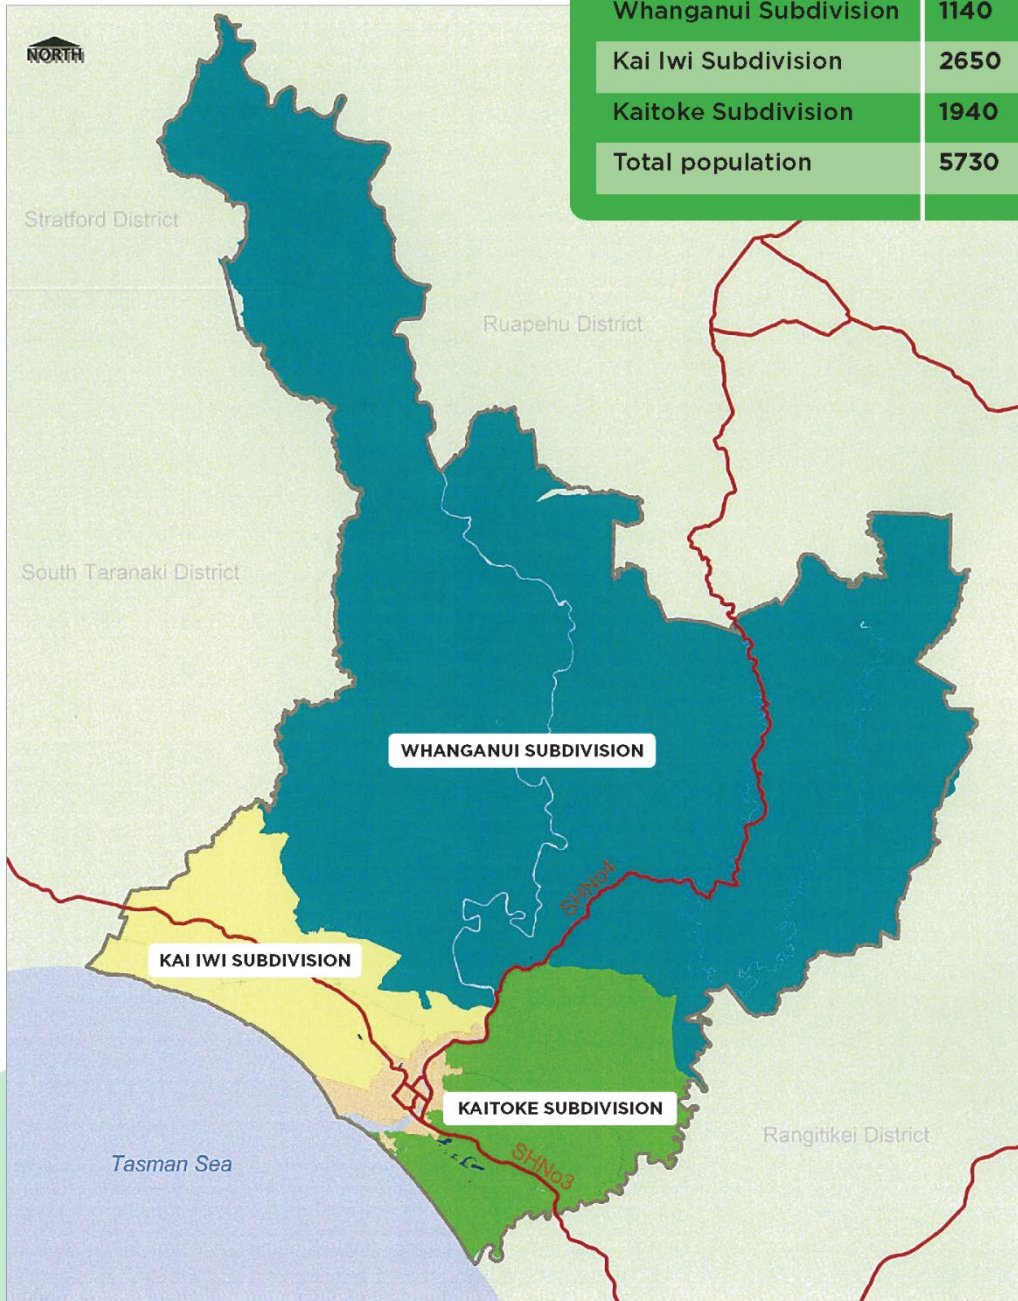 Whanganui Subdivision 1140
NORTH
Kai Iwi Subdivision 2650
Kaitoke Subdivision 1940
Total population 5730
Stratford District
Ruapehu District
South Taranaki District
WHANGANUI SUBDIVISION
SHNo4
KAI IWI SUBDIVISION
KAITOKE SUBDIVISION
Rangitikei District
Tasman Sea
SHNo3